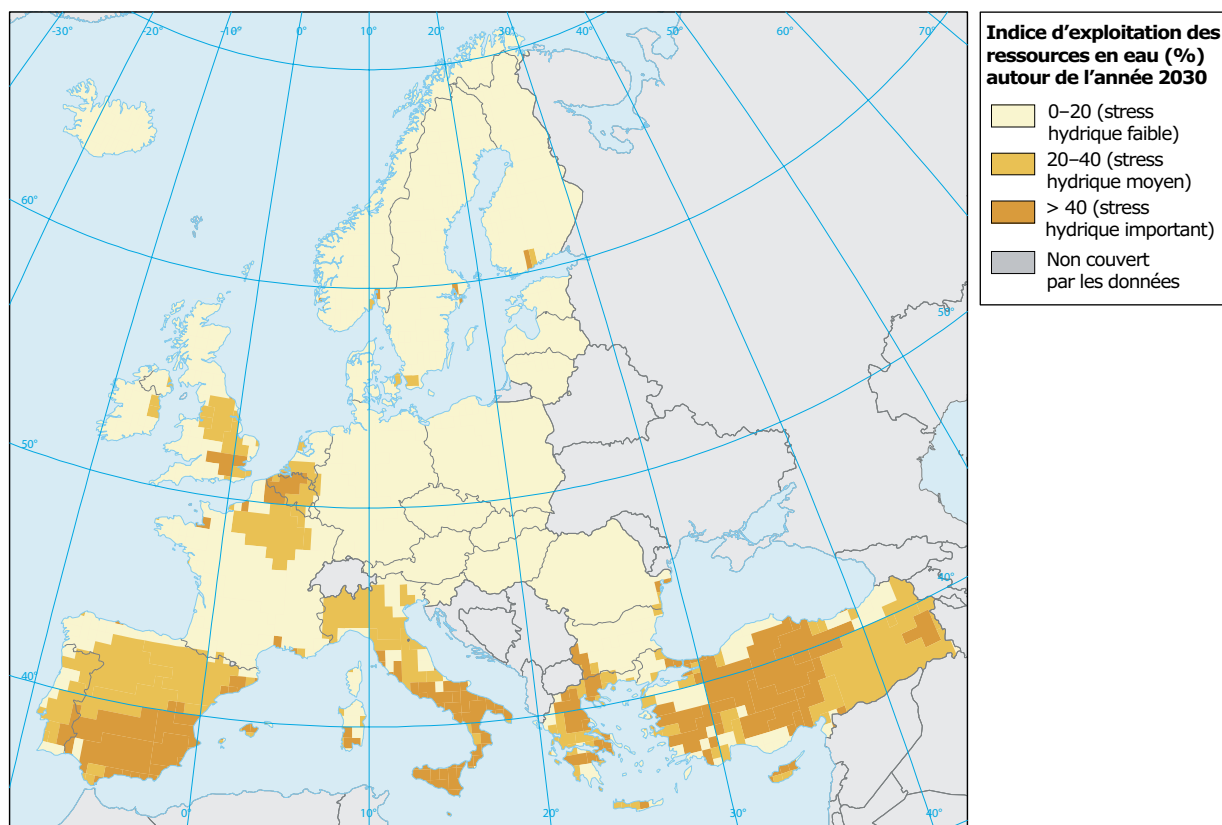 -30°
-20°
-10°
0°
10°
20°
30°
40°
50°
60°
70°
60°
50°
50°
40°
40°
0°
10°
20°
30°
40°
Indice d'exploitation des
ressources en eau (%)
autour de l'année 2030
0–20 (stress
hydrique faible)
20–40 (stress
hydrique moyen)
> 40 (stress
hydrique important)
Non couvert
par les données